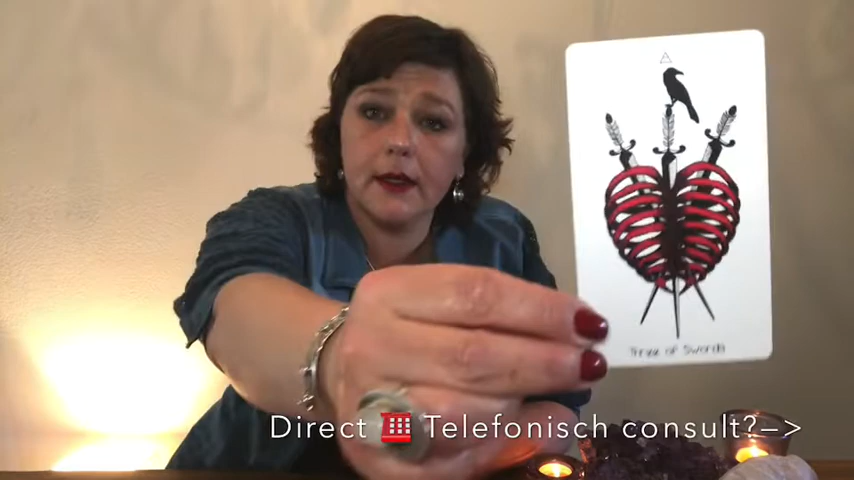 Three of Swords
Direct ☎️ Telefonisch consult?—>